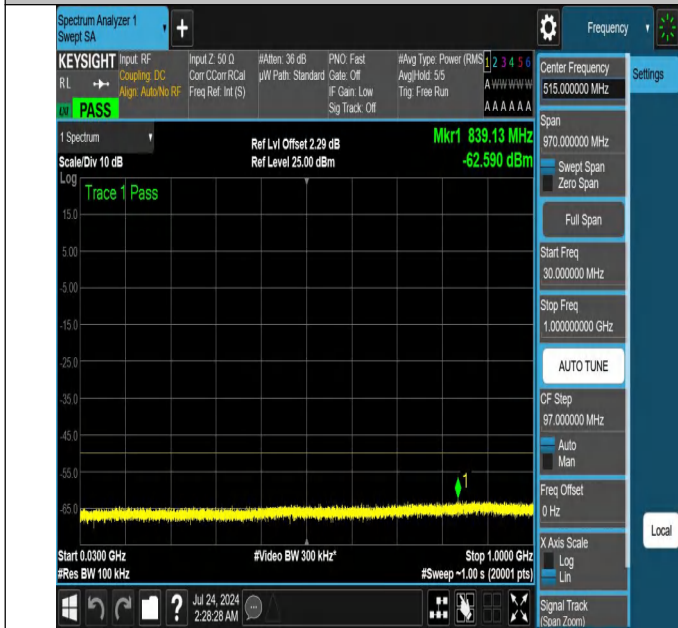 Spectrum Analyzer 1
Swept SA
Frequency
KEYSIGHT
RL
PASS
Input: RF
Coupling: DC
Align: Auto/No RF
Input Z: 50 Ω
Corr CCorr RCal
Freq Ref: Int (S)
#Atten: 36 dB
µW Path: Standard
PNO: Fast
Gate: Off
IF Gain: Low
Sig Track: Off
#Avg Type: Power (RMS
Avg|Hold: 5/5
Trig: Free Run
1 2 3 4 5 6
A W W W W W
A A A A A A
1 Spectrum
Scale/Div 10 dB
Log
Ref Lvl Offset 2.29 dB
Ref Level 25.00 dBm
Mkr1 839.13 MHz
-62.590 dBm
Trace 1 Pass
15.0
5.00
-5.00
-15.0
-25.0
-35.0
-45.0
-55.0
-65.0
1
Start 0.0300 GHz
#Res BW 100 kHz
#Video BW 300 kHz*
Stop 1.0000 GHz
#Sweep ~1.00 s (20001 pts)
Jul 24, 2024
2:28:28 AM
?
Center Frequency
515.000000 MHz
Settings
Span
970.000000 MHz
Swept Span
Zero Span
Full Span
Start Freq
30.000000 MHz
Stop Freq
1.000000000 GHz
AUTO TUNE
CF Step
97.000000 MHz
Auto
Man
Freq Offset
0 Hz
X Axis Scale
Log
Lin
Local
Signal Track
(Span Zoom)